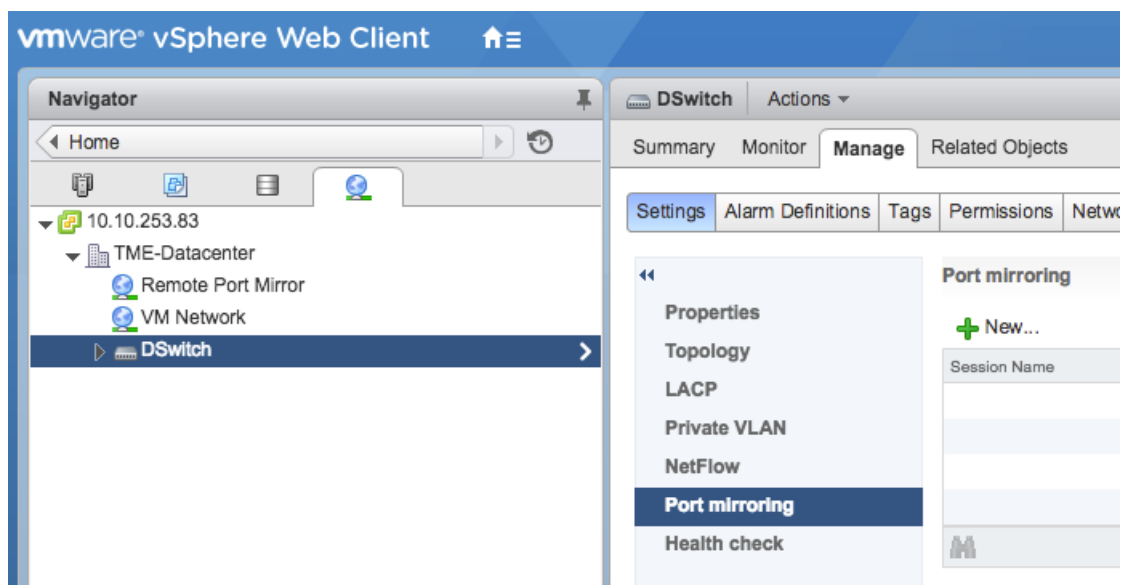 vmware® vSphere Web Client
Navigator
Home
10.10.253.83
TME-Datacenter
Remote Port Mirror
VM Network
DSwitch
DSwitch Actions
Summary Monitor Manage Related Objects
Settings Alarm Definitions Tags Permissions
Properties
Topology
LACP
Private VLAN
NetFlow
Port mirroring
Health check
Port mirroring
New...
Session Name